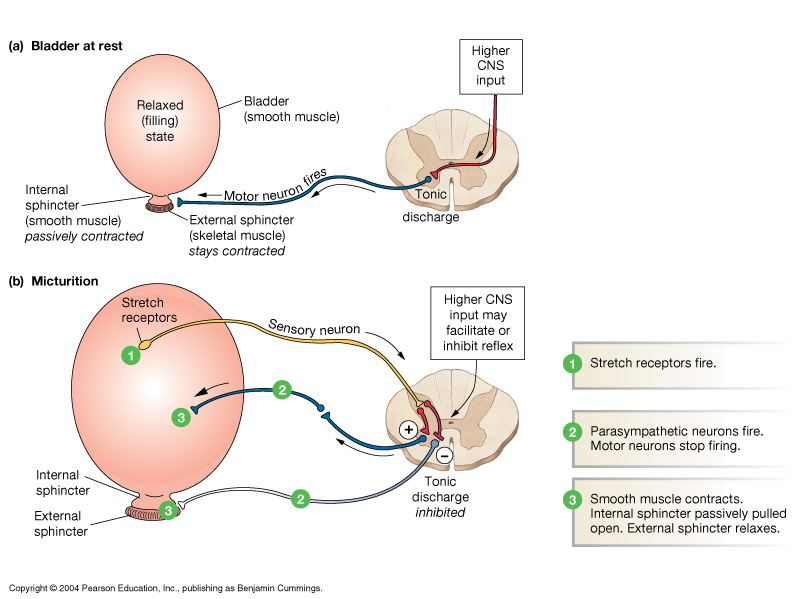 (a) Bladder at rest
Higher
CNS
input
Relaxed
(filling)
state
Bladder
(smooth muscle)
Motor neuron fires
Tonic
discharge
Internal
sphincter
(smooth muscle)
passively contracted
External sphincter
(skeletal muscle)
stays contracted
(b) Micturition
Stretch
receptors
Sensory neuron
Higher CNS
input may
facilitate or
inhibit reflex
1
2
3
+
−
Tonic
discharge
inhibited
Internal
sphincter
External
sphincter
3
2
1 Stretch receptors fire.
2 Parasympathetic neurons fire.
Motor neurons stop firing.
3 Smooth muscle contracts.
Internal sphincter passively pulled
open. External sphincter relaxes.
Copyright © 2004 Pearson Education, Inc., publishing as Benjamin Cummings.